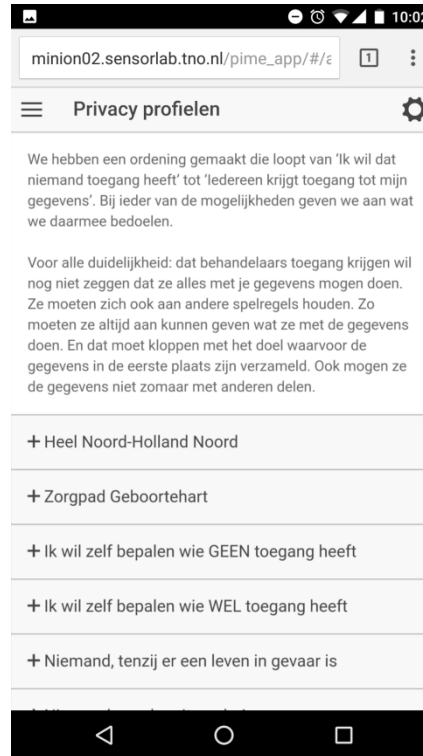 10:02
minion02.sensorlab.tno.nl/pime_app/#/a
1
Privacy profielen
We hebben een ordening gemaakt die loopt van 'Ik wil dat
niemand toegang heeft' tot 'Iedereen krijgt toegang tot mijn
gegevens'. Bij ieder van de mogelijkheden geven we aan wat
we daarmee bedoelen.
Voor alle duidelijkheid: dat behandelaars toegang krijgen wil
nog niet zeggen dat ze alles met je gegevens mogen doen.
Ze moeten zich ook aan andere spelregels houden. Zo
moeten ze altijd aan kunnen geven wat ze met de gegevens
doen. En dat moet kloppen met het doel waarvoor de
gegevens in de eerste plaats zijn verzameld. Ook mogen ze
de gegevens niet zomaar met anderen delen.
+ Heel Noord-Holland Noord
+ Zorgpad Geboortehart
+ Ik wil zelf bepalen wie GEEN toegang heeft
+ Ik wil zelf bepalen wie WEL toegang heeft
+ Niemand, tenzij er een leven in gevaar is